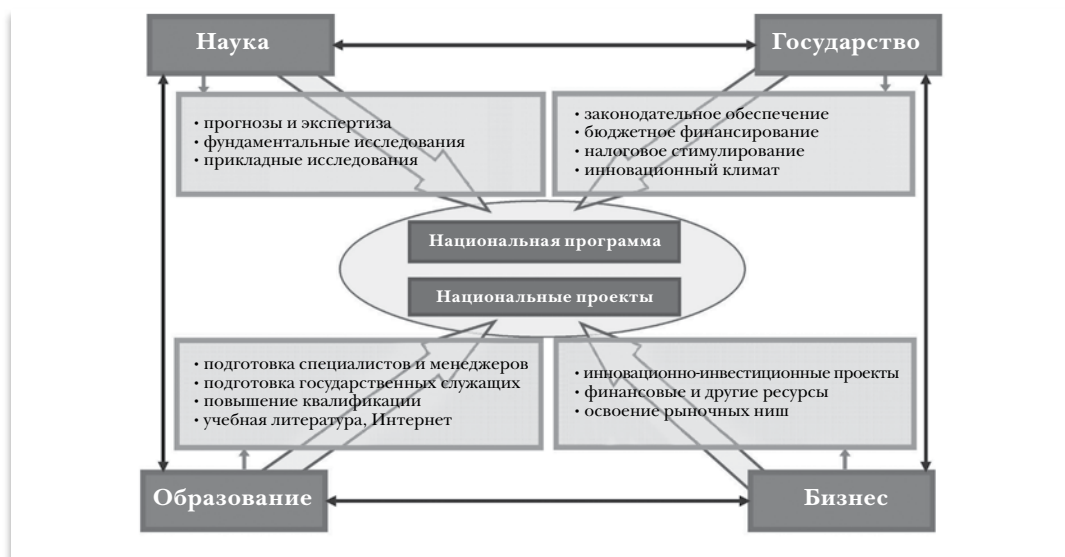 Наука
Государство
• прогнозы и экспертиза
• фундаментальные исследования
• прикладные исследования
• законодательное обеспечение
• бюджетное финансирование
• налоговое стимулирование
• инновационный климат
Национальная программа
Национальные проекты
• подготовка специалистов и менеджеров
• подготовка государственных служащих
• повышение квалификации
• учебная литература, Интернет
• инновационно-инвестиционные проекты
• финансовые и другие ресурсы
• освоение рыночных ниш
Образование
Бизнес